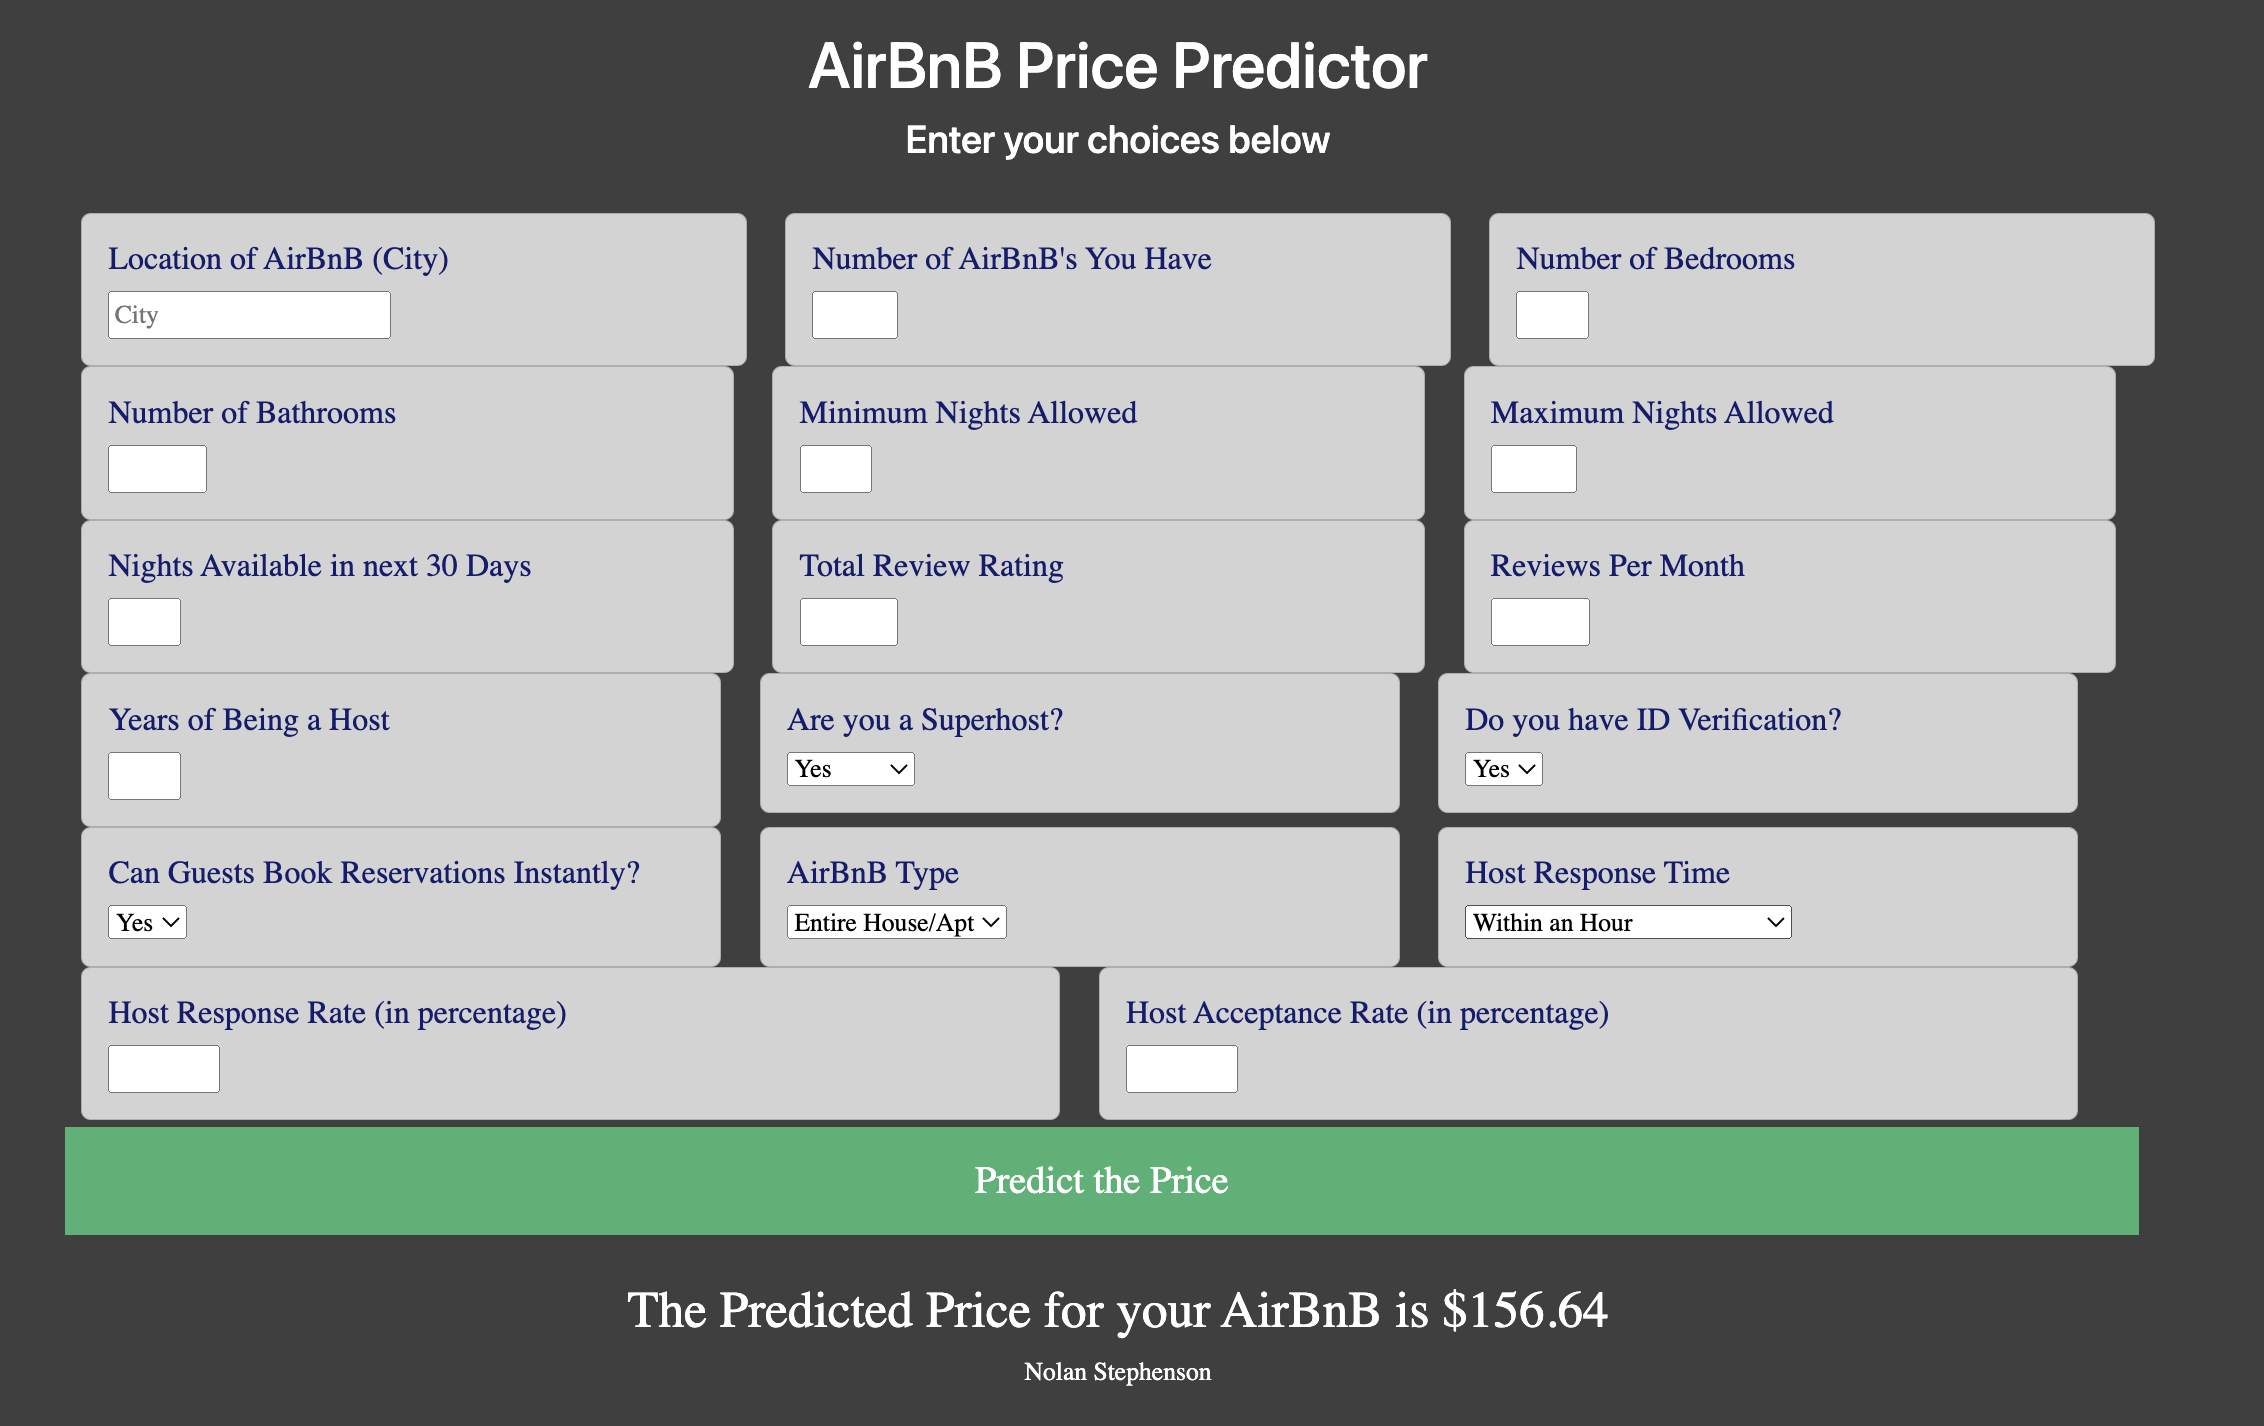 AirBnB Price Predictor
Enter your choices below
Location of AirBnB (City)
City
Number of AirBnB's You Have
Number of Bedrooms
Number of Bathrooms
Minimum Nights Allowed
Maximum Nights Allowed
Nights Available in next 30 Days
Total Review Rating
Reviews Per Month
Years of Being a Host
Are you a Superhost?
Yes
Do you have ID Verification?
Yes
Can Guests Book Reservations Instantly?
Yes
AirBnB Type
Entire House/Apt
Host Response Time
Within an Hour
Host Response Rate (in percentage)
Host Acceptance Rate (in percentage)
Predict the Price
The Predicted Price for your AirBnB is $156.64
Nolan Stephenson